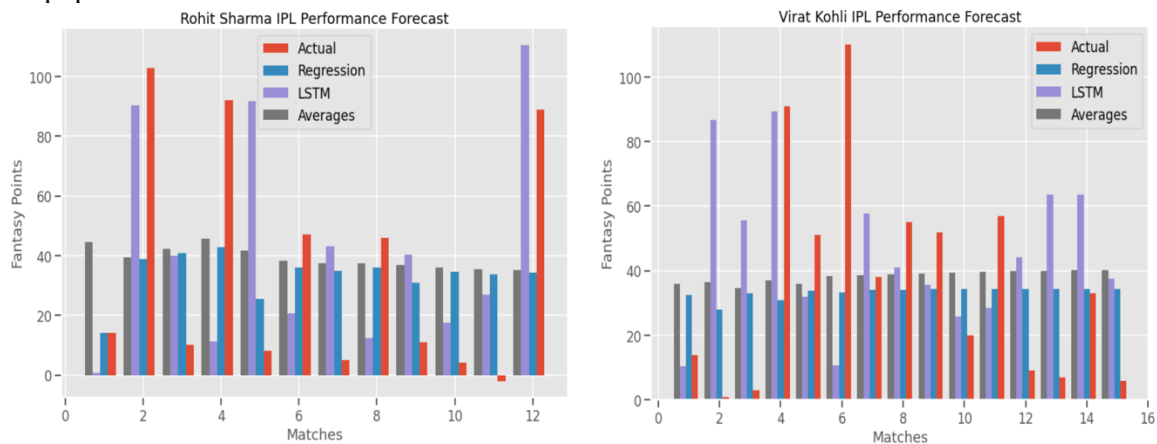 Rohit Sharma IPL Performance Forecast
Actual
Regression
LSTM
Averages
Fantasy Points
100
80
60
40
20
0
0 2 4 6 8 10 12
Matches
Virat Kohli IPL Performance Forecast
Actual
Regression
LSTM
Averages
Fantasy Points
100
80
60
40
20
0
0 2 4 6 8 10 12 14 16
Matches